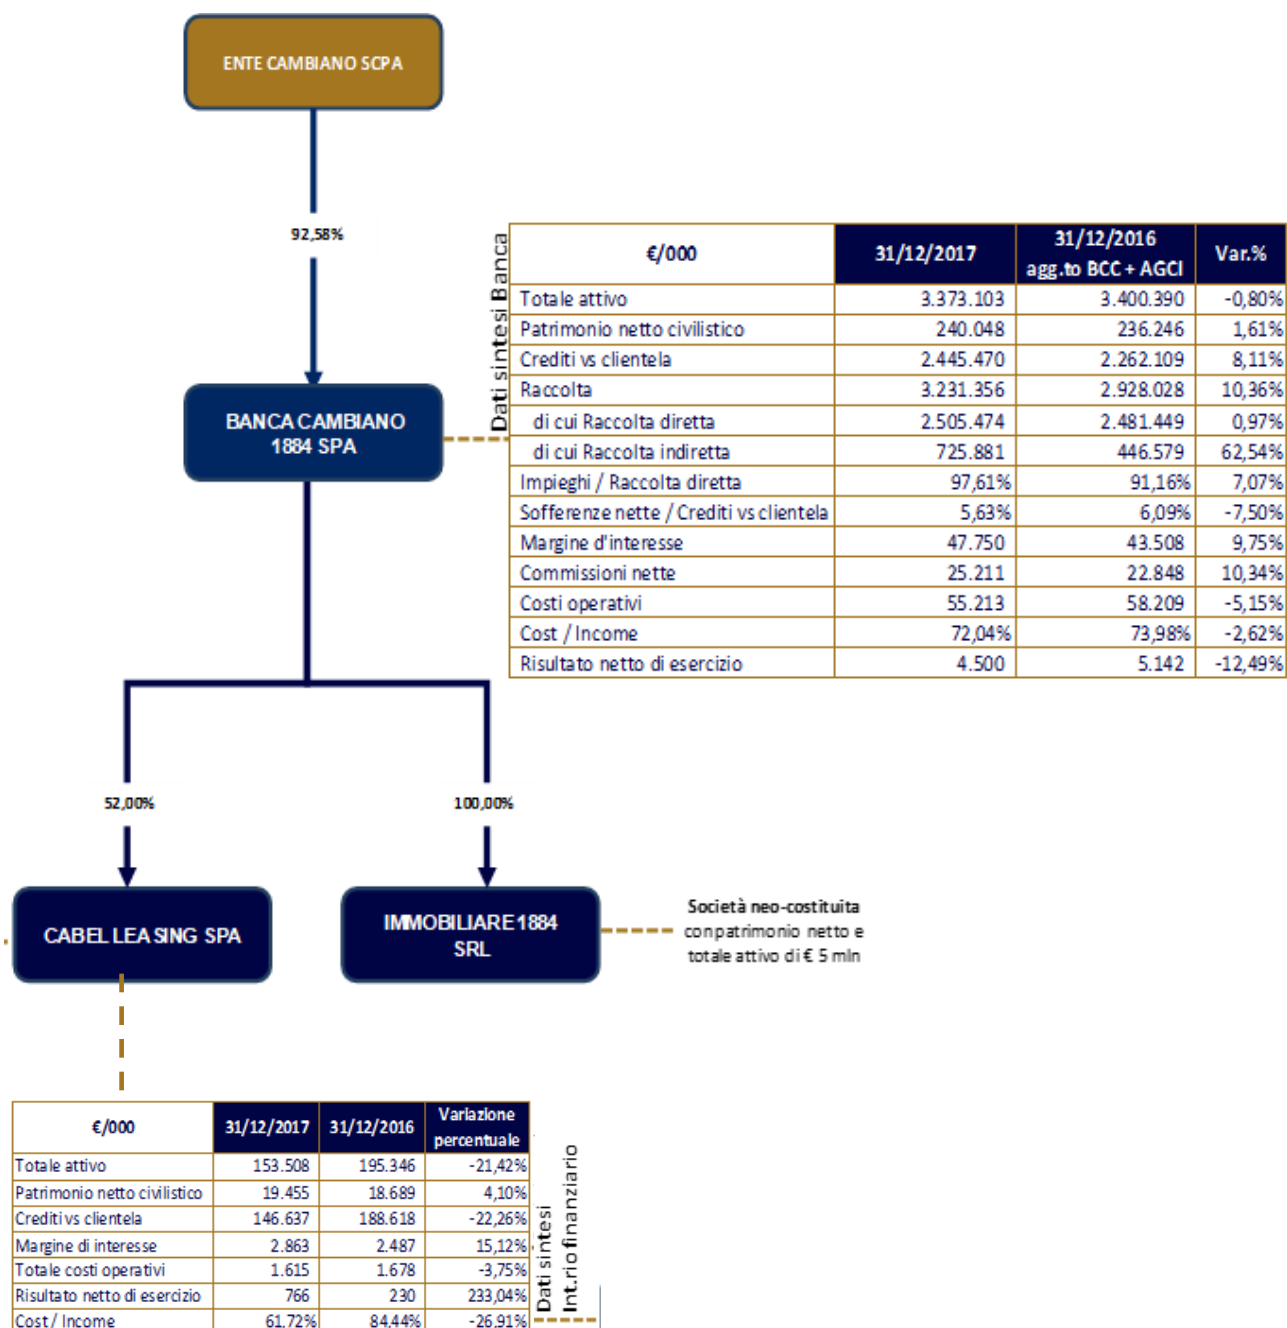 ENTE CAMBIANO SCPA
92,58%
Dati sintesi Banca
€/000 31/12/2017 31/12/2016 Var.%
agg.to BCC + AGCI
Totale attivo 3.373.103 3.400.390 -0,80%
Patrimonio netto civilistico 240.048 236.246 1,61%
Crediti vs clientela 2.445.470 2.262.109 8,11%
Raccolta 3.231.356 2.928.028 10,36%
di cui Raccolta diretta 2.505.474 2.481.449 0,97%
di cui Raccolta indiretta 725.881 446.579 62,54%
Impieghi / Raccolta diretta 97,61% 91,16% 7,07%
Sofferenze nette / Crediti vs clientela 5,63% 6,09% -7,50%
Margine d'interesse 47.750 43.508 9,75%
Commissioni nette 25.211 22.848 10,34%
Costi operativi 55.213 58.209 -5,15%
Cost / Income 72,04% 73,98% -2,62%
Risultato netto di esercizio 4.500 5.142 -12,49%
BANCA CAMBIANO
1884 SPA
52,00%
100,00%
CABEL LEASING SPA
IMMOBILIARE 1884
SRL
Società neo-costituita
con patrimonio netto e
totale attivo di € 5 mln
€/000 31/12/2017 31/12/2016 Variazione
percentuale
Totale attivo 153.508 195.346 -21,42%
Patrimonio netto civilistico 19.455 18.689 4,10%
Crediti vs clientela 146.637 188.618 -22,26%
Margine di interesse 2.863 2.487 15,12%
Totale costi operativi 1.615 1.678 -3,75%
Risultato netto di esercizio 766 230 233,04%
Cost / Income 61,72% 84,44% -26,91%
Dati sintesi
Int.rio finanziario